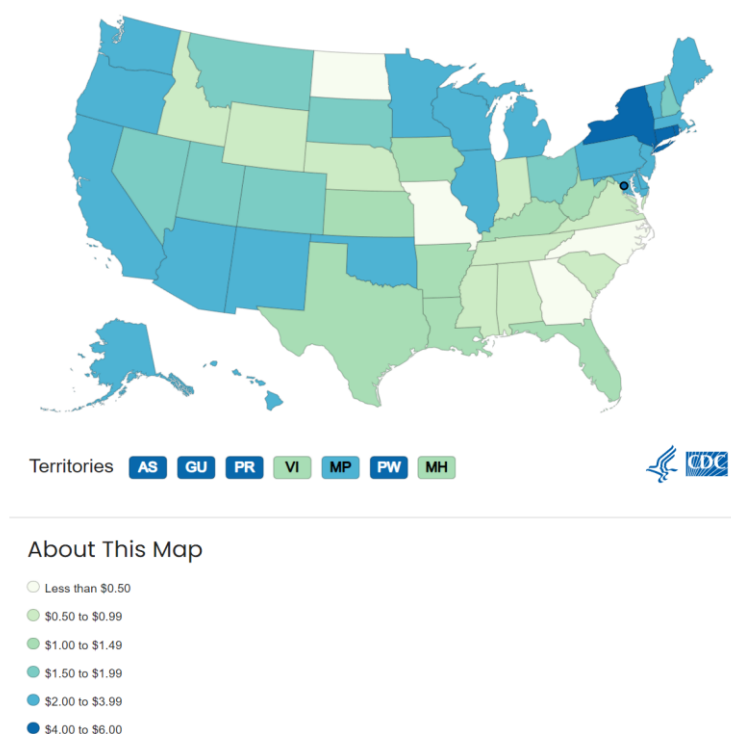 Territories AS GU PR VI MP PW MH
CDC
About This Map
Less than $0.50
$0.50 to $0.99
$1.00 to $1.49
$1.50 to $1.99
$2.00 to $3.99
$4.00 to $6.00